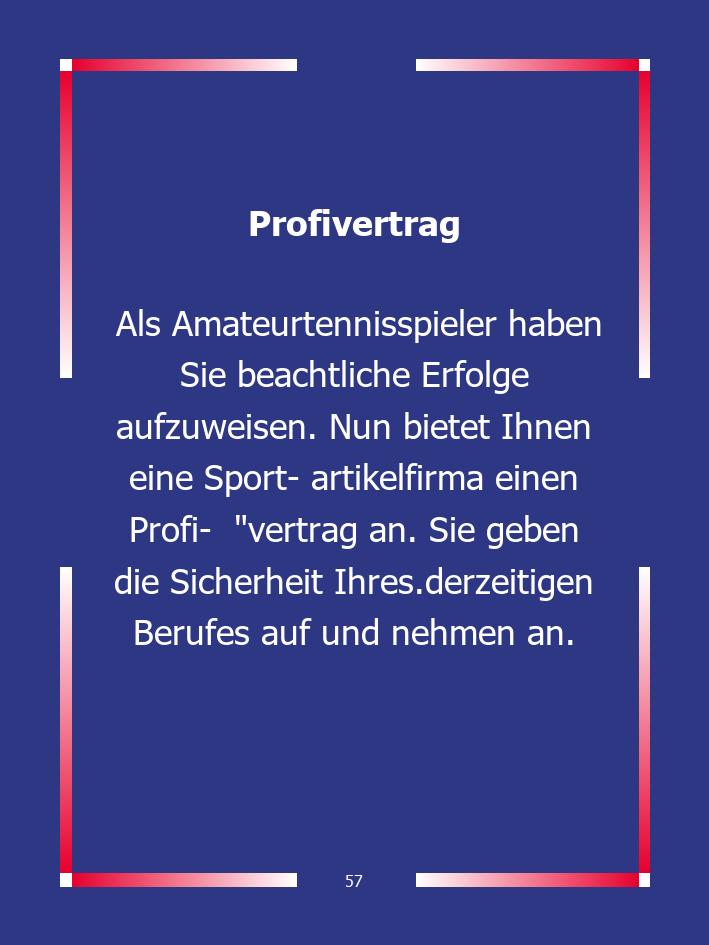 Profivertrag
Als Amateurtennisspieler haben
Sie beachtliche Erfolge
aufzuweisen. Nun bietet Ihnen
eine Sport- artikelfirma einen
Profi-  "vertrag an. Sie geben
die Sicherheit Ihres.derzeitigen
Berufes auf und nehmen an.
57